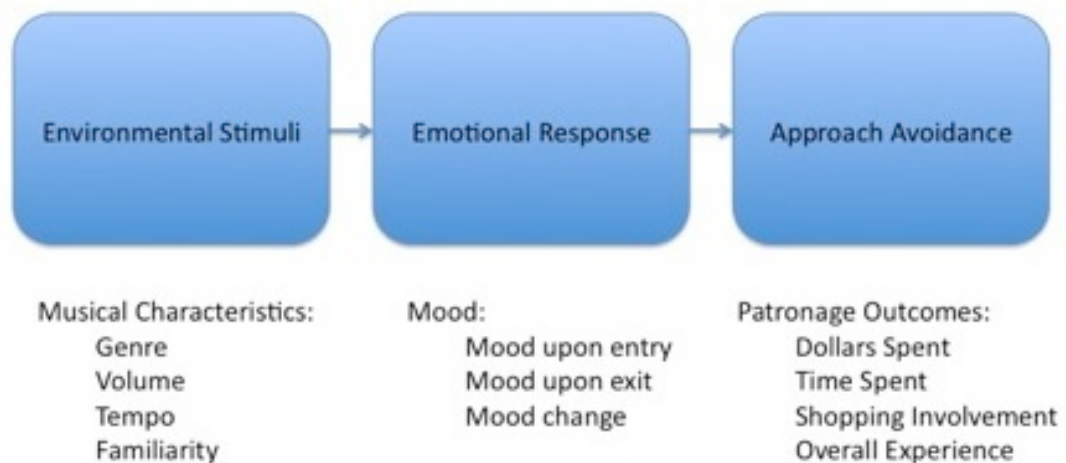 Environmental Stimuli
Emotional Response
Approach Avoidance
Musical Characteristics:
Genre
Volume
Tempo
Familiarity
Mood:
Mood upon entry
Mood upon exit
Mood change
Patronage Outcomes:
Dollars Spent
Time Spent
Shopping Involvement
Overall Experience